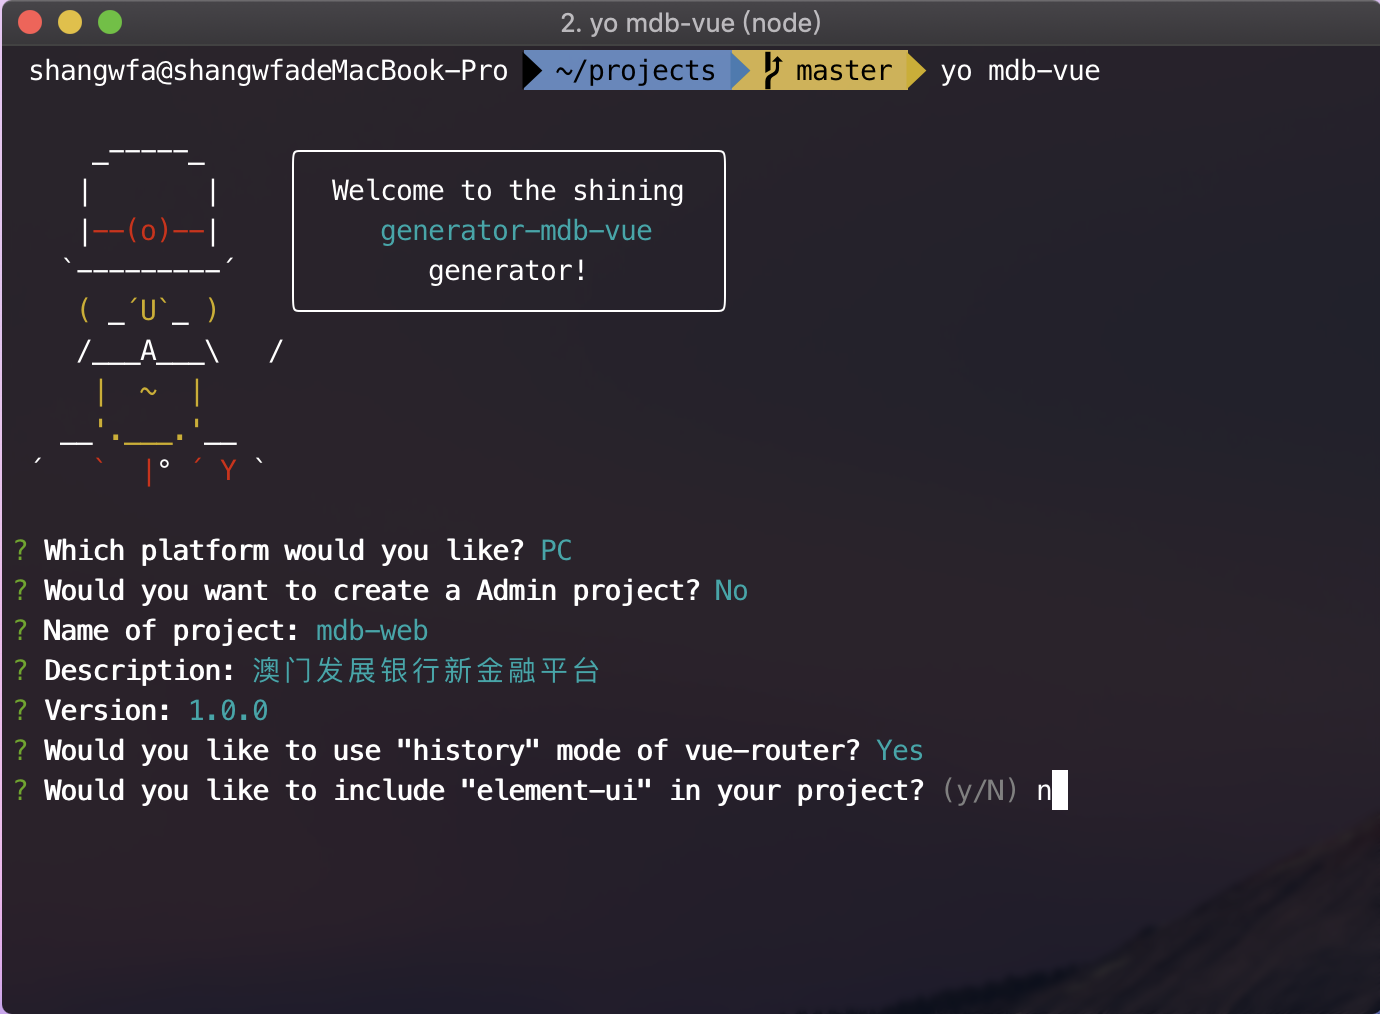 2. yo mdb-vue (node)
shangwfa@shangwfadeMacBook-Pro ~/projects master yo mdb-vue
     _-----_
    |       |
    |--(o)--|
   `---------´
    ( _´U`_ )
    /___A___\   /
     |  ~  |
   __'.___.'__
 ´   `  |° ´ Y `
Welcome to the shining
generator-mdb-vue
generator!
? Which platform would you like? PC
? Would you want to create a Admin project? No
? Name of project: mdb-web
? Description: 澳门发展银行新金融平台
? Version: 1.0.0
? Would you like to use "history" mode of vue-router? Yes
? Would you like to include "element-ui" in your project? (y/N) n